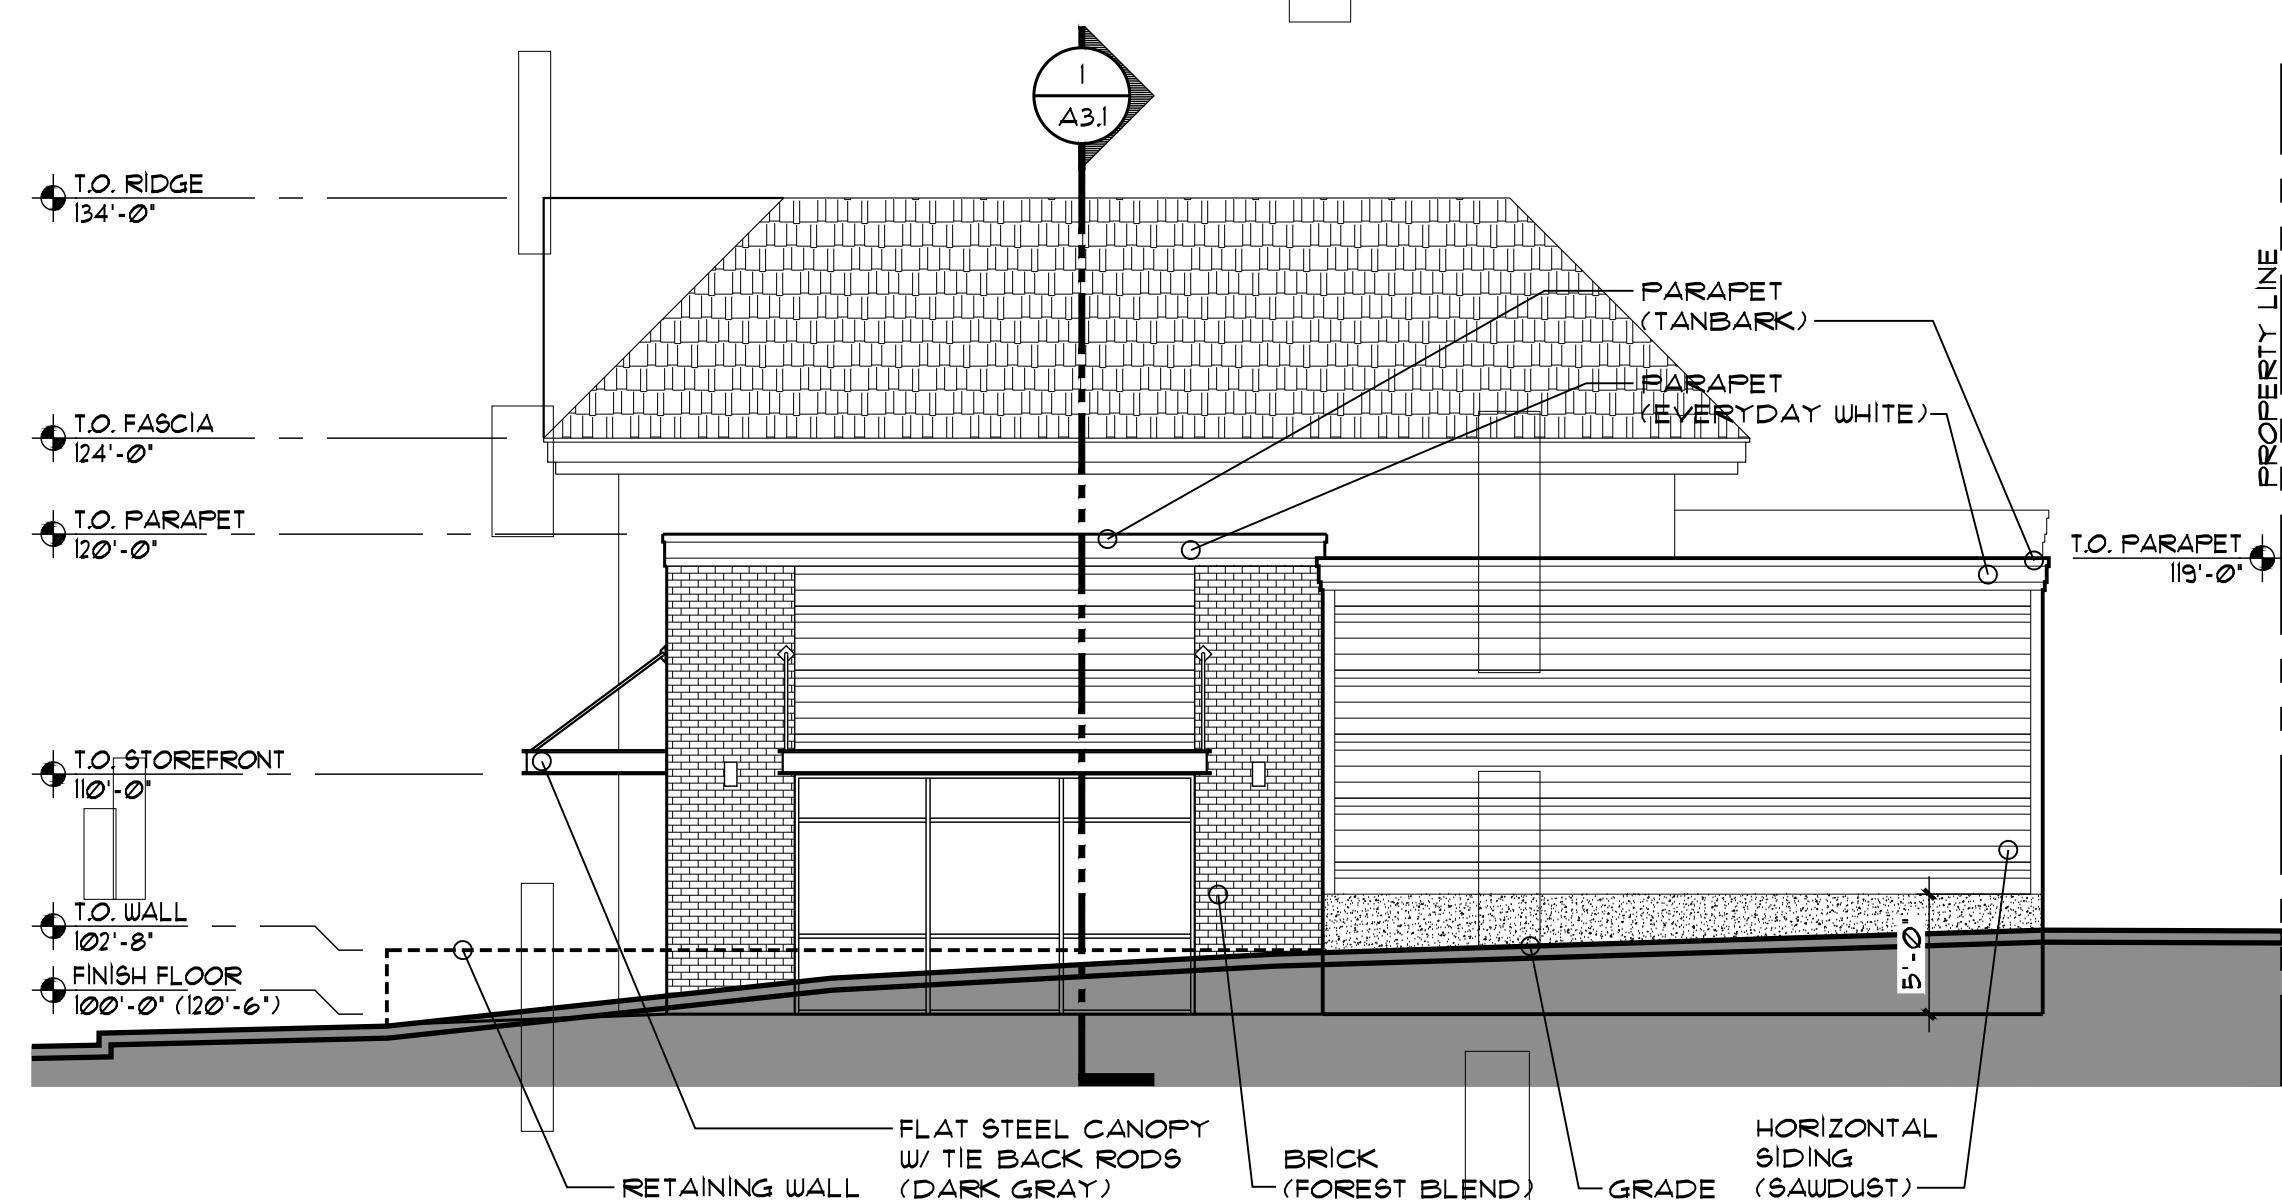 1
A3.1
T.O. RIDGE
134'-0"
PARAPET
(TANBARK)
PROPERTY LINE
PARAPET
(EVERYDAY WHITE)
T.O. FASCIA
124'-0"
T.O. PARAPET
120'-0"
T.O. PARAPET
119'-0"
T.O. STOREFRONT
110'-0"
T.O. WALL
102'-8"
5'-0"
FINISH FLOOR
100'-0" (120'-6")
FLAT STEEL CANOPY
W/ TIE BACK RODS
(DARK GRAY)
RETAINING WALL
BRICK
(FOREST BLEND)
GRADE
HORIZONTAL
SIDING
(SAWDUST)